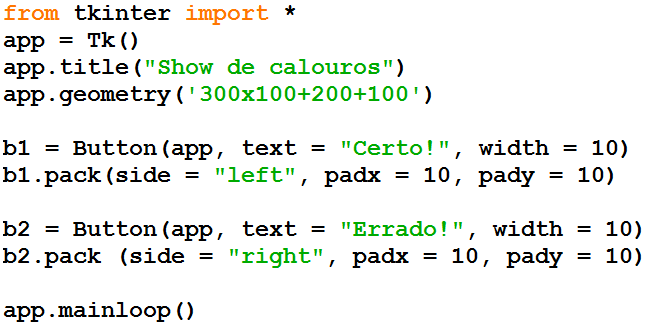 from tkinter import *
app = Tk()
app.title("Show de calouros")
app.geometry('300x100+200+100')
b1 = Button(app, text = "Certo!", width = 10)
b1.pack(side = "left", padx = 10, pady = 10)
b2 = Button(app, text = "Errado!", width = 10)
b2.pack (side = "right", padx = 10, pady = 10)
app.mainloop()